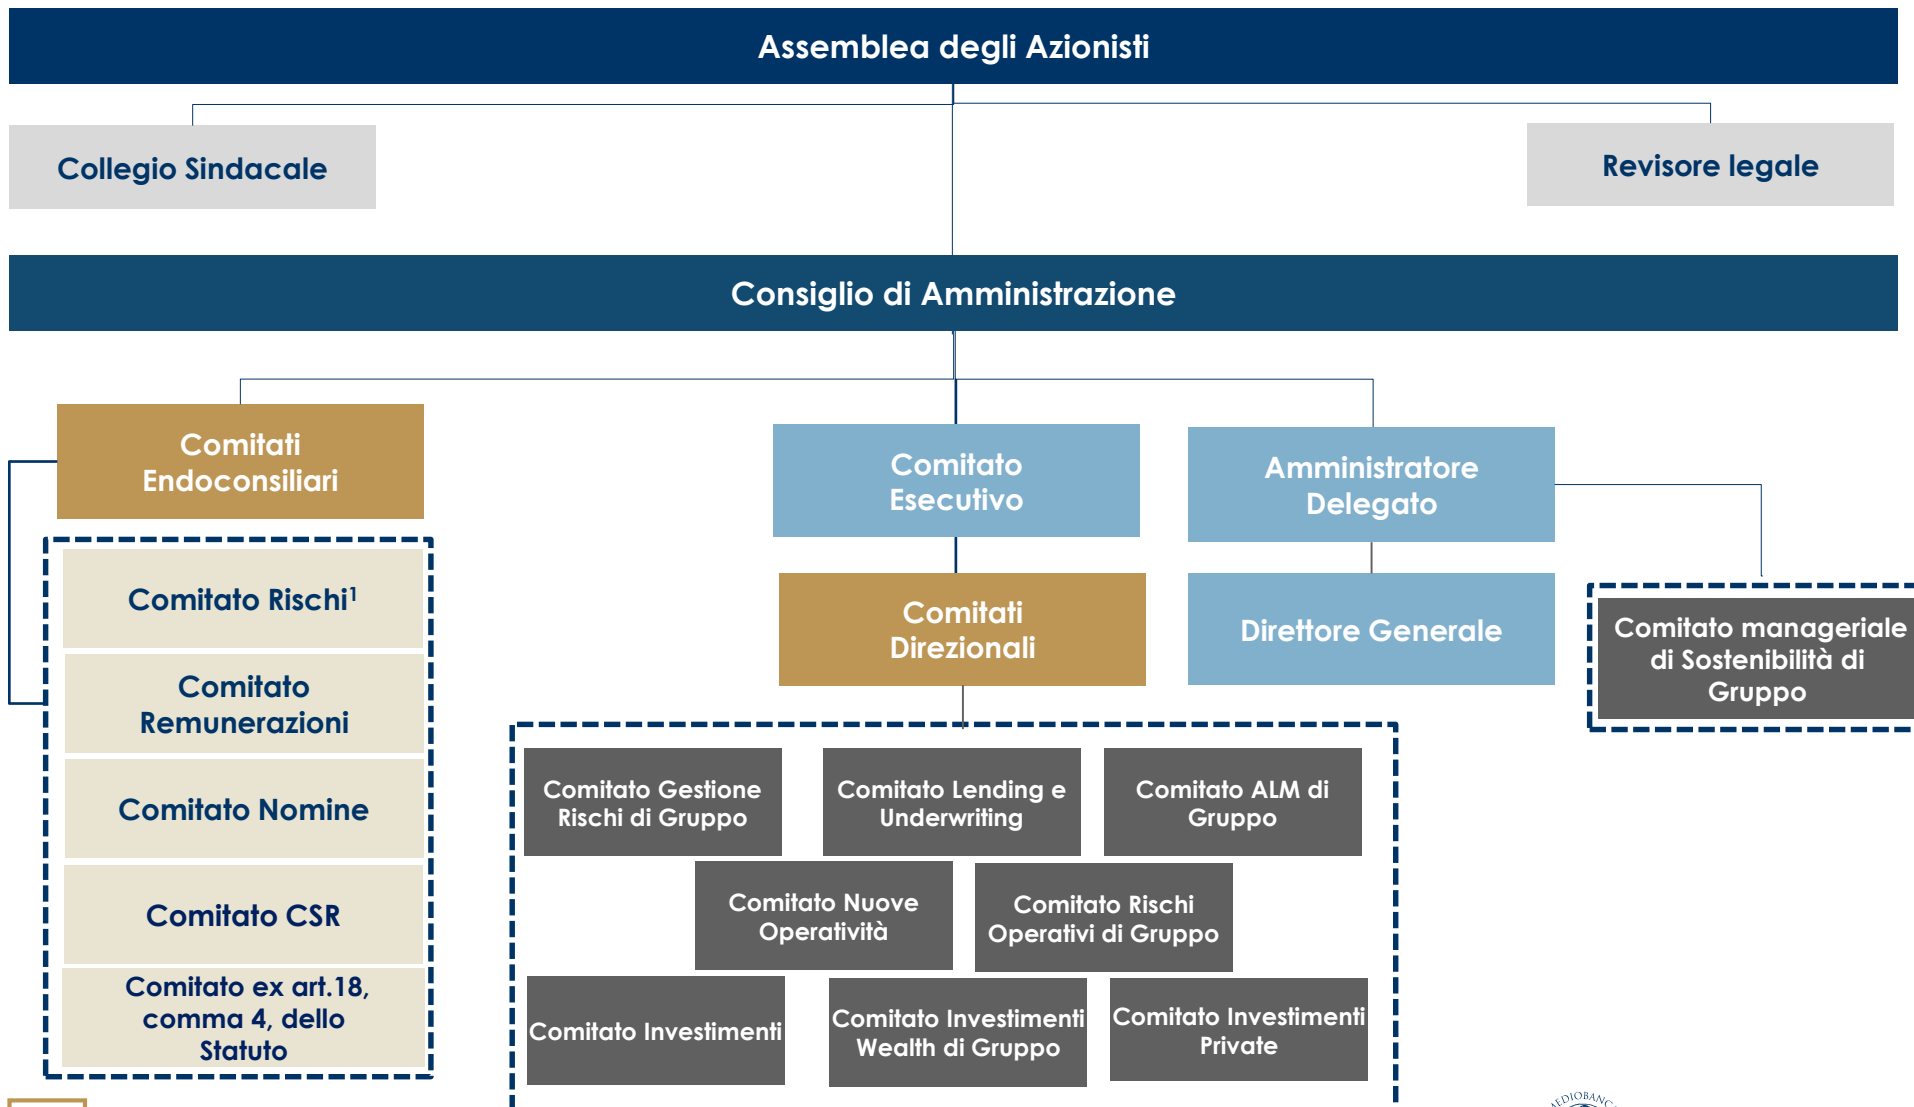 Assemblea degli Azionisti
Collegio Sindacale
Revisore legale
Consiglio di Amministrazione
Comitati
Endoconsiliari
Comitato
Esecutivo
Amministratore
Delegato
Comitato Rischi¹
Comitato
Remunerazioni
Comitato Nomine
Comitato CSR
Comitato ex art.18,
comma 4, dello
Statuto
Comitati
Direzionali
Direttore Generale
Comitato manageriale
di Sostenibilità di
Gruppo
Comitato Gestione
Rischi di Gruppo
Comitato Lending e
Underwriting
Comitato ALM di
Gruppo
Comitato Nuove
Operatività
Comitato Rischi
Operativi di Gruppo
Comitato Investimenti
Comitato Investimenti
Wealth di Gruppo
Comitato Investimenti
Private